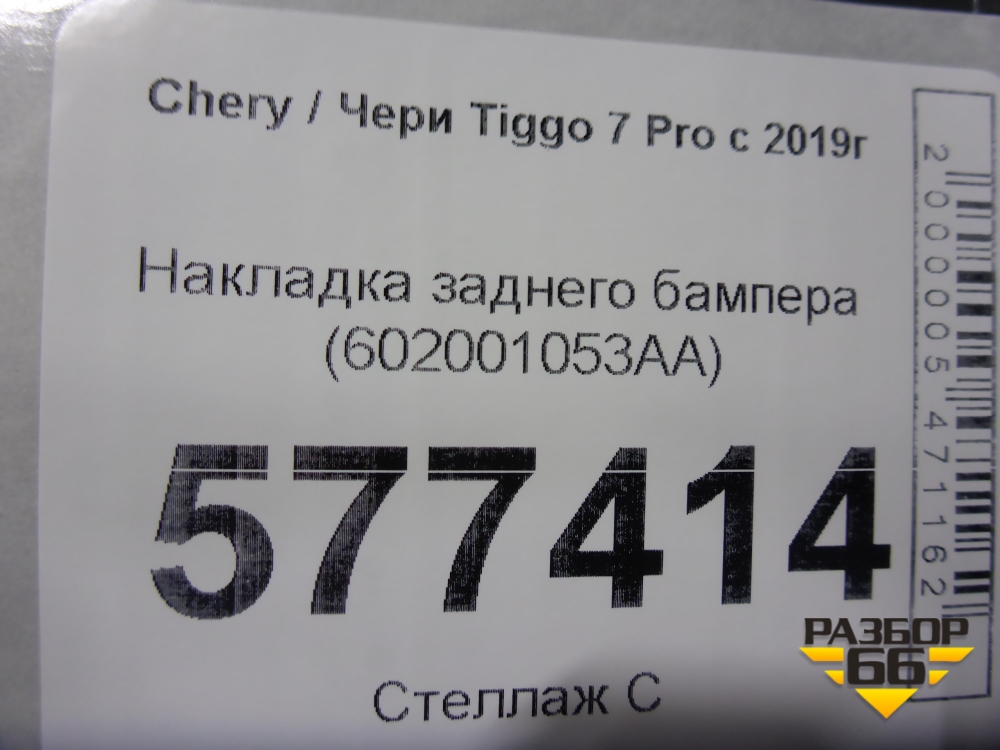 Chery / Чери Tiggo 7 Pro с 2019г
Накладка заднего бампера
(602001053AA)
577414
Стеллаж С
2000005471162
РАЗБОР
66